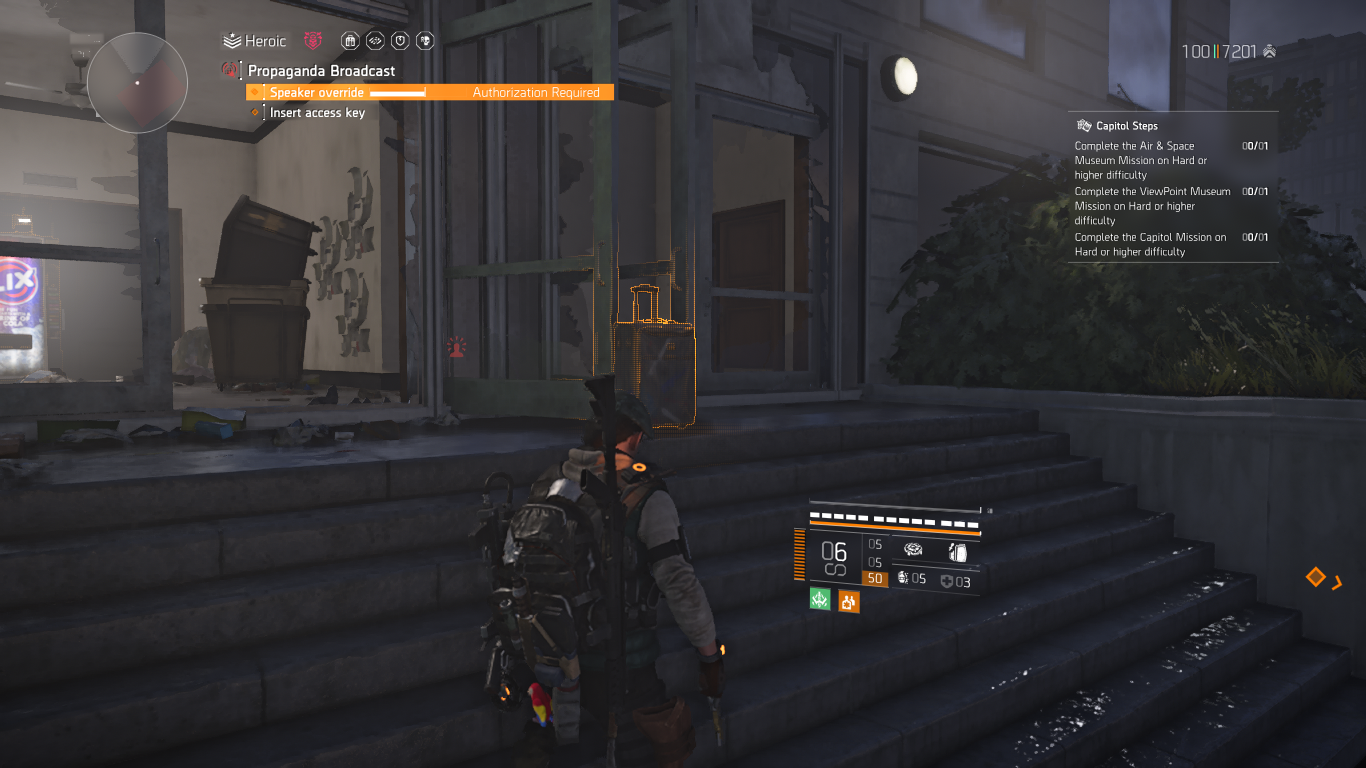 Heroic
100 7201
Propaganda Broadcast
Speaker override Authorization Required
Insert access key
Capitol Steps
Complete the Air & Space 00/01
Museum Mission on Hard or
higher difficulty
Complete the ViewPoint Museum 00/01
Mission on Hard or higher
difficulty
Complete the Capitol Mission on 00/01
Hard or higher difficulty
LIX
COLA
06
05
05
50
05
03